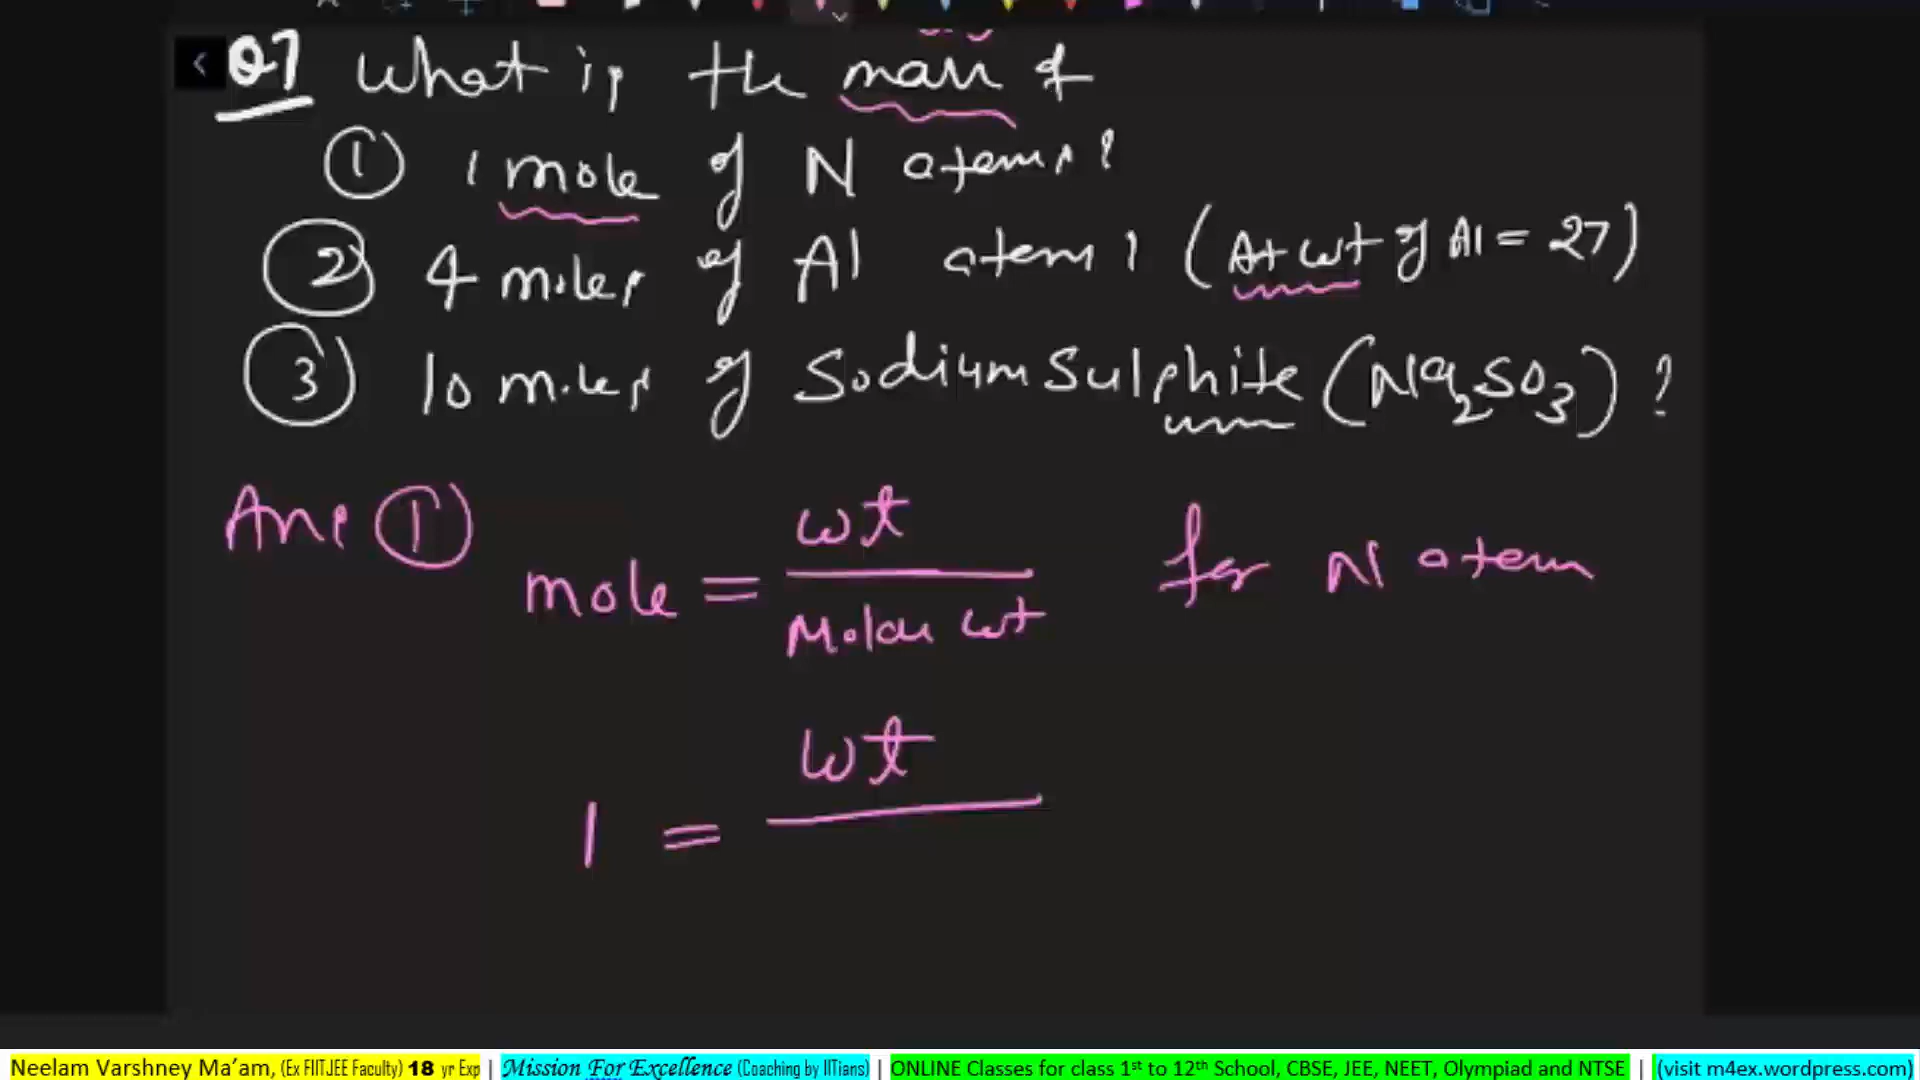 Q7 What is the mass of
① 1 mole of N atoms?
② 4 moles of Al atoms? (At wt of Al = 27)
③ 10 moles of Sodium Sulphite (Na₂SO₃) ?
Ans ①
mole = wt / Molar wt for N atom
1 = wt
Neelam Varshney Ma’am, (Ex FIITJEE Faculty) 18 yr Exp | Mission For Excellence (Coaching by IITians) | ONLINE Classes for class 1st to 12th School, CBSE, JEE, NEET, Olympiad and NTSE | (visit m4ex.wordpress.com)